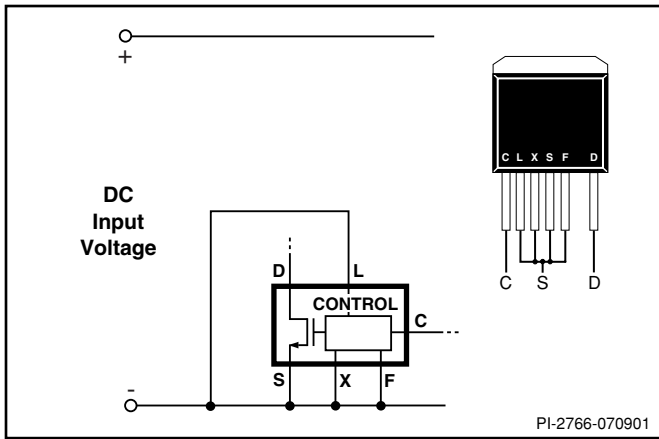 +
DC
Input
Voltage
-
D L
CONTROL
C
S X F
C L X S F D
C S D
PI-2766-070901